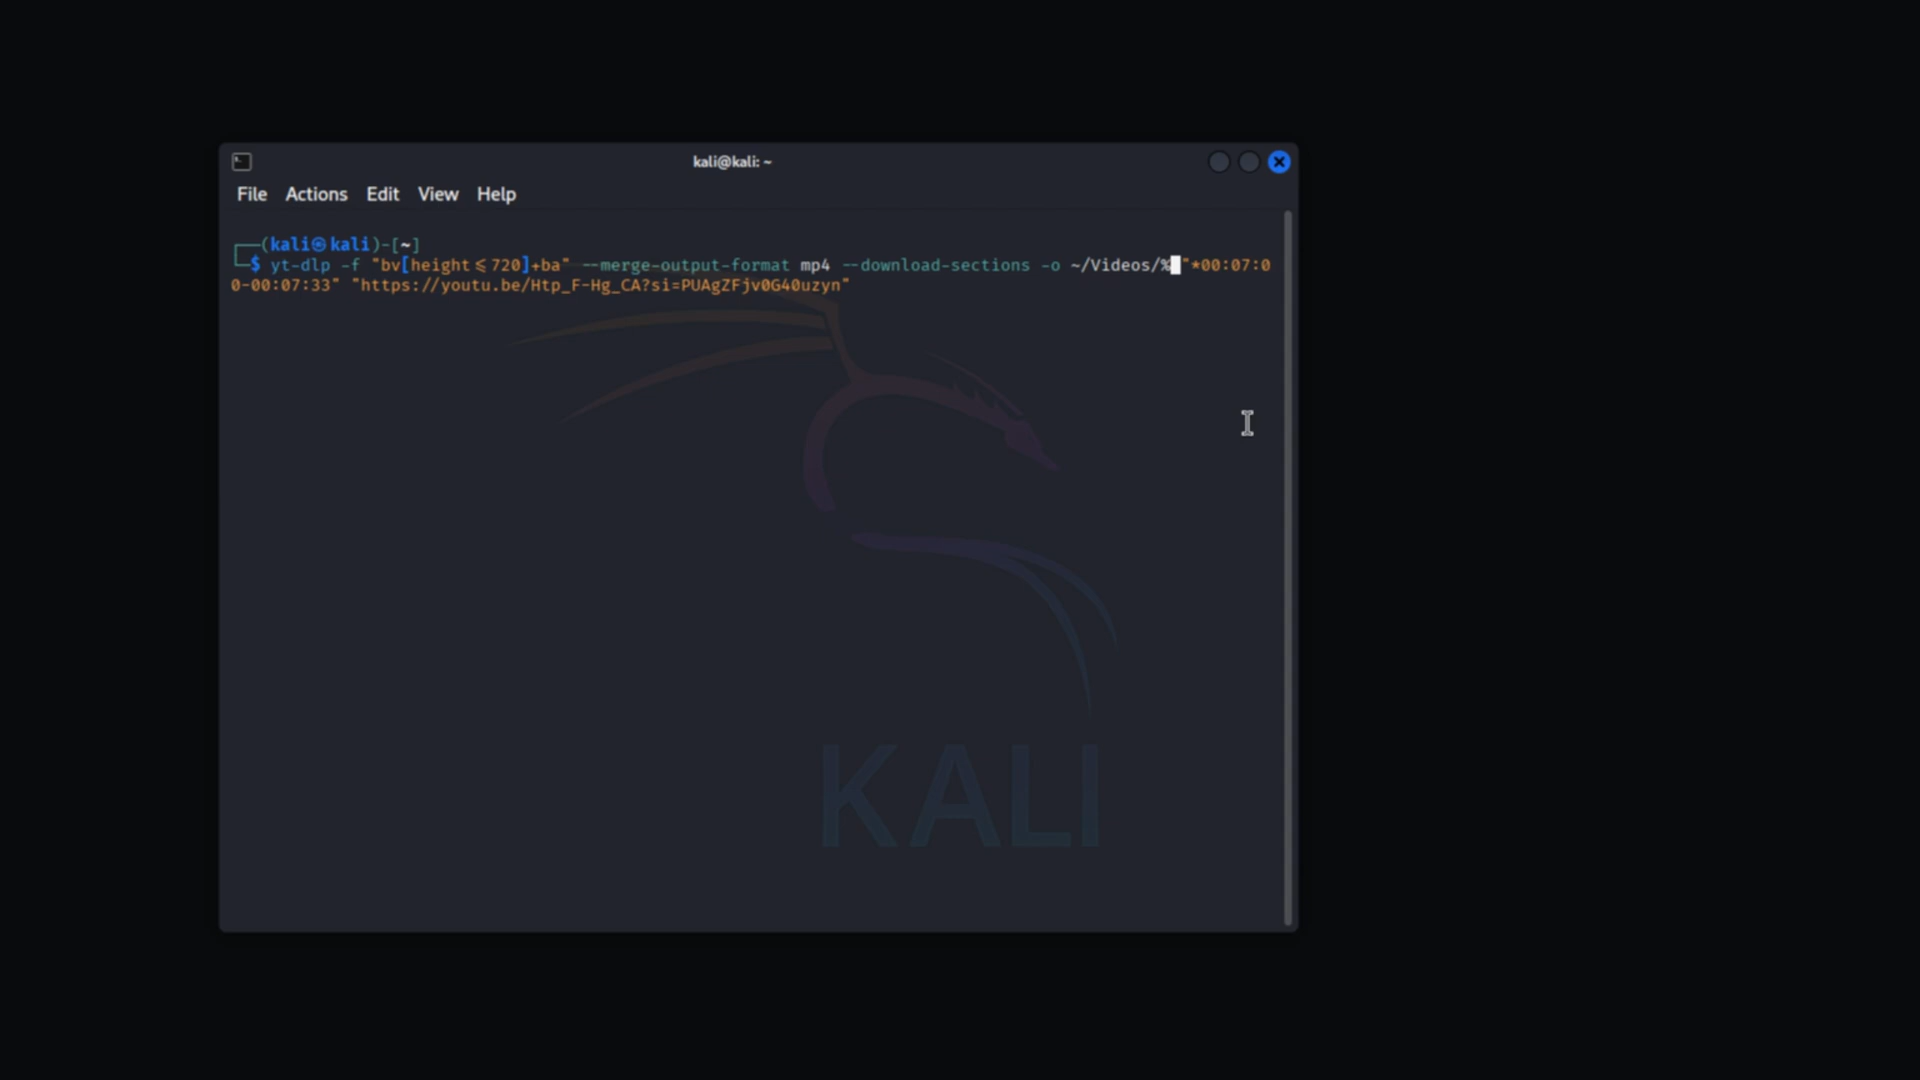 kali@kali: ~
File Actions Edit View Help
┌──(kali㉿kali)-[~]
└─$ yt-dlp -f "bv[height≤720]+ba" --merge-output-format mp4 --download-sections -o ~/Videos/% "*00:07:0
0-00:07:33" "https://youtu.be/Htp_F-Hg_CA?si=PUAgZFjv0G40uzyn"
KALI